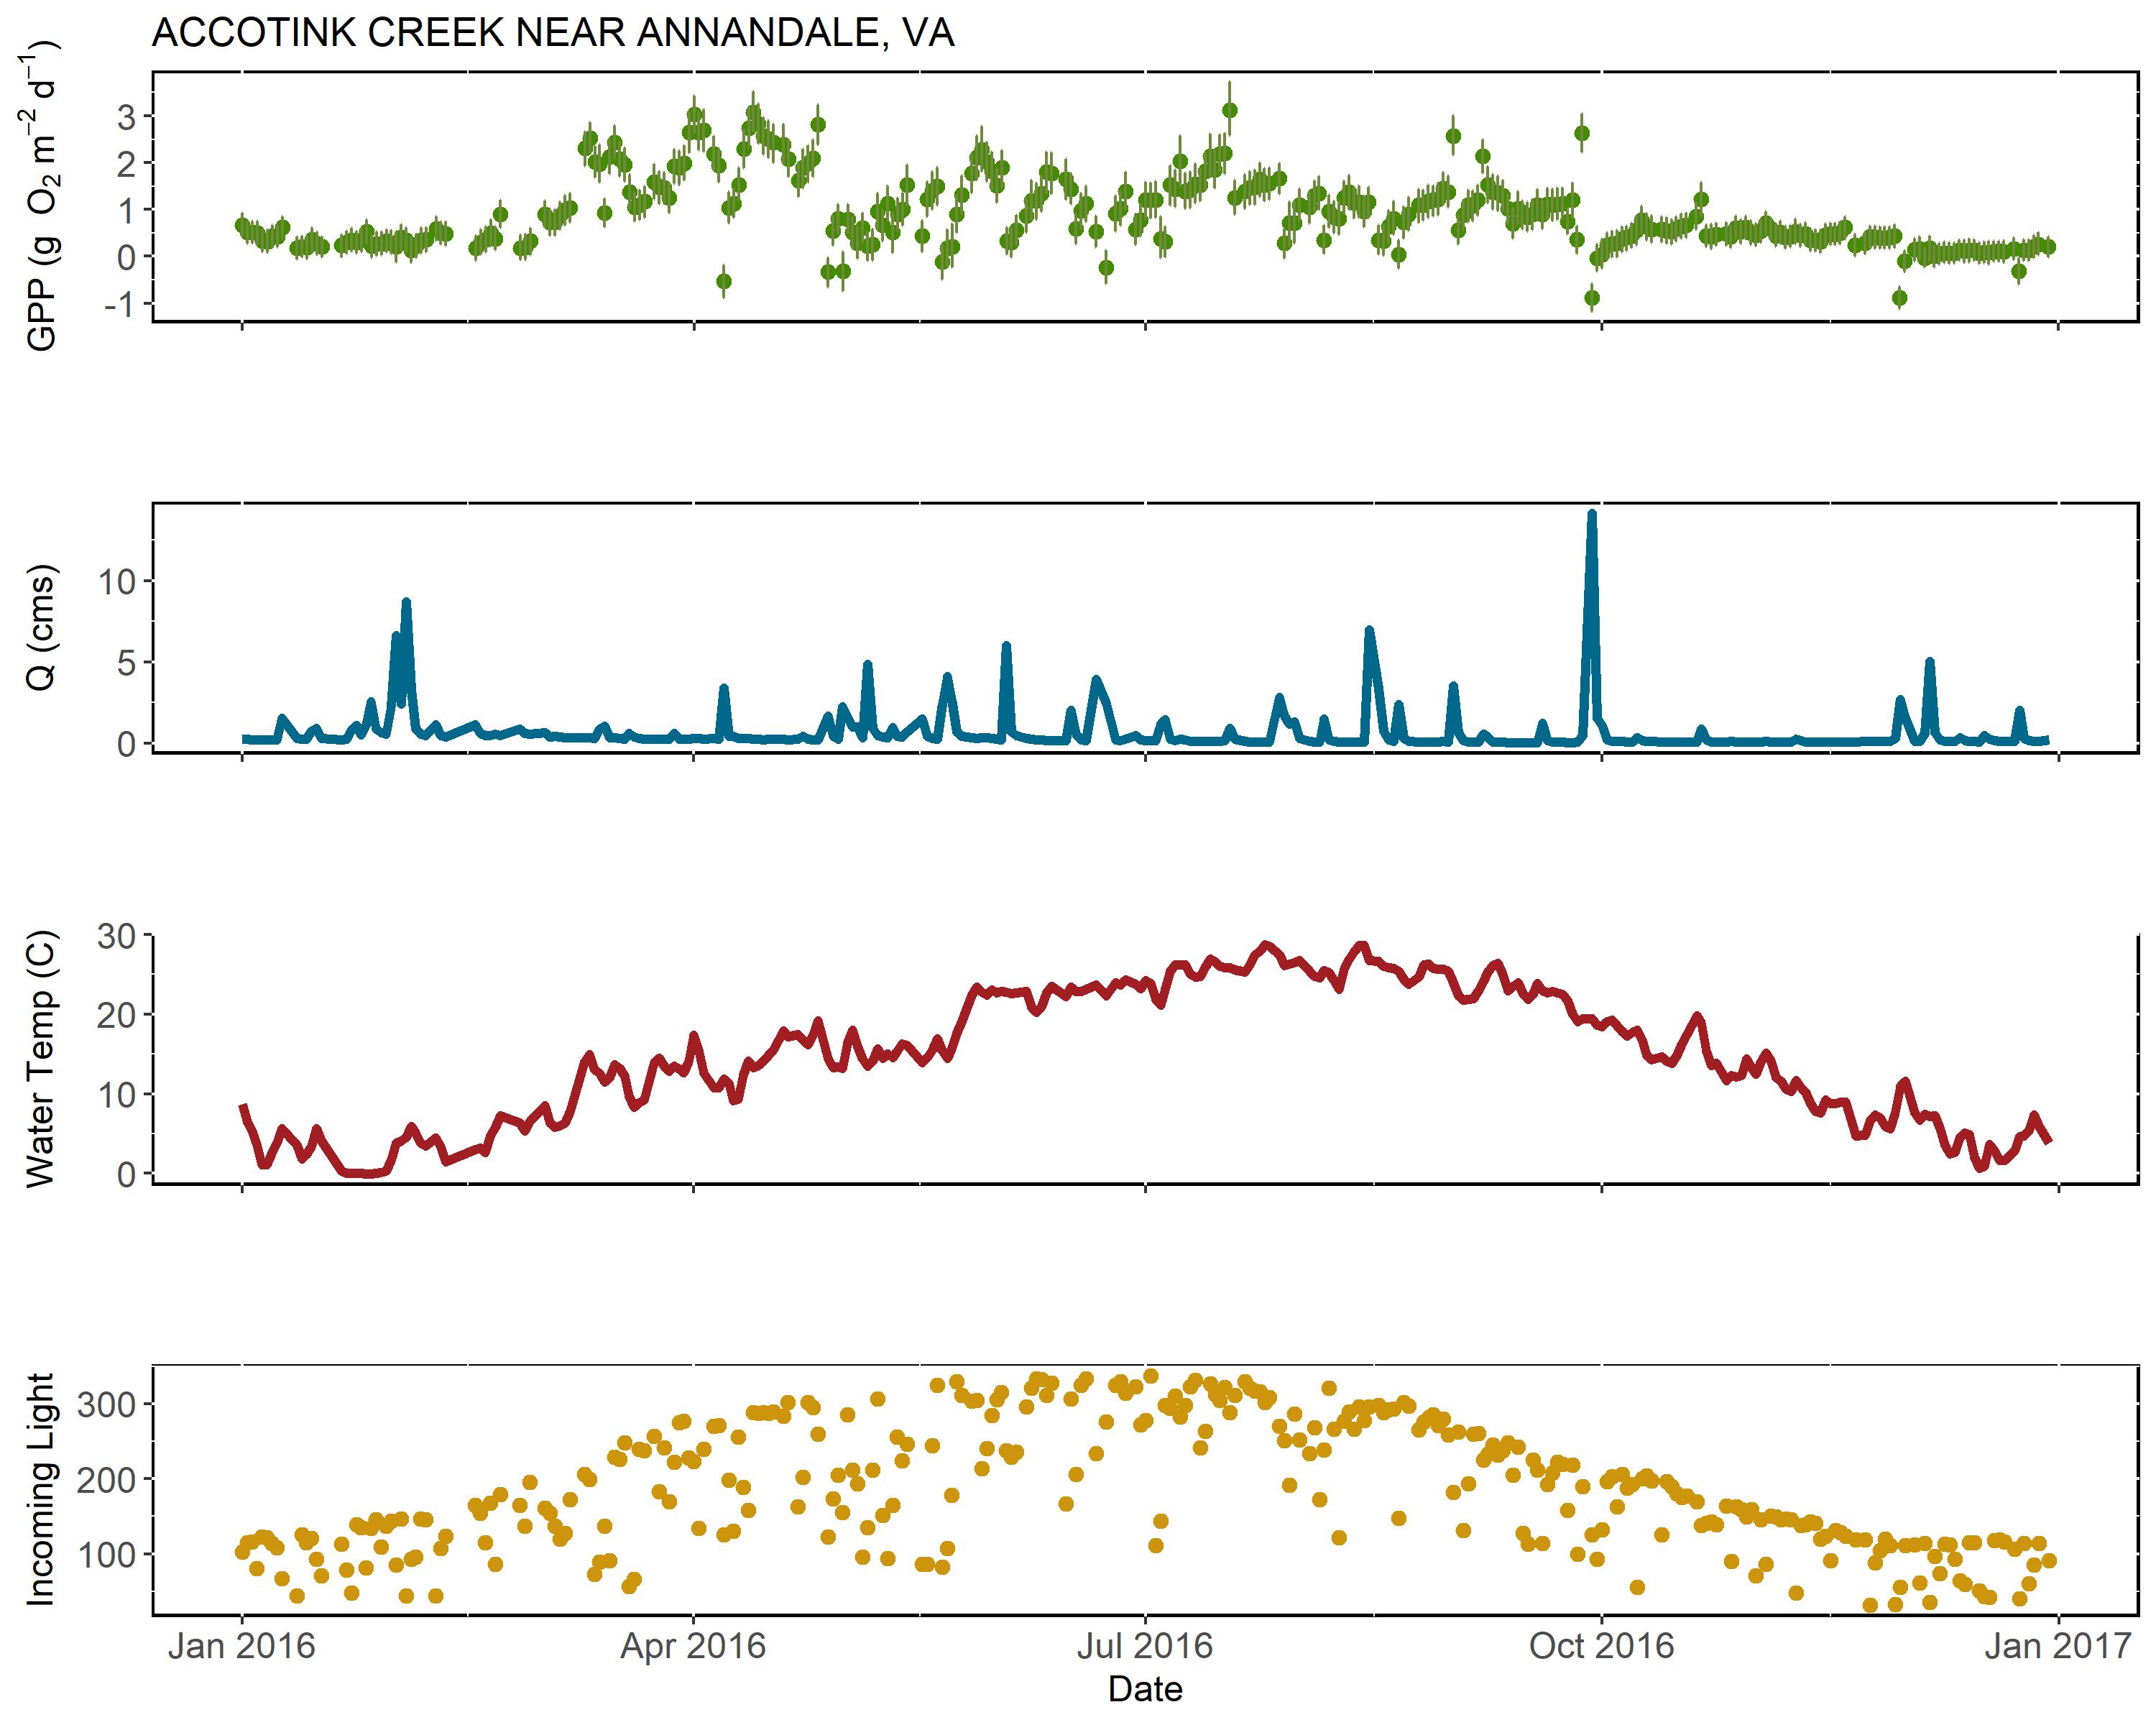 ACCOTINK CREEK NEAR ANNANDALE, VA
GPP (g O₂ m⁻² d⁻¹)
3
2
1
0
-1
Q (cms)
10
5
0
Water Temp (C)
30
20
10
0
Incoming Light
300
200
100
Jan 2016 Apr 2016 Jul 2016 Oct 2016 Jan 2017
Date